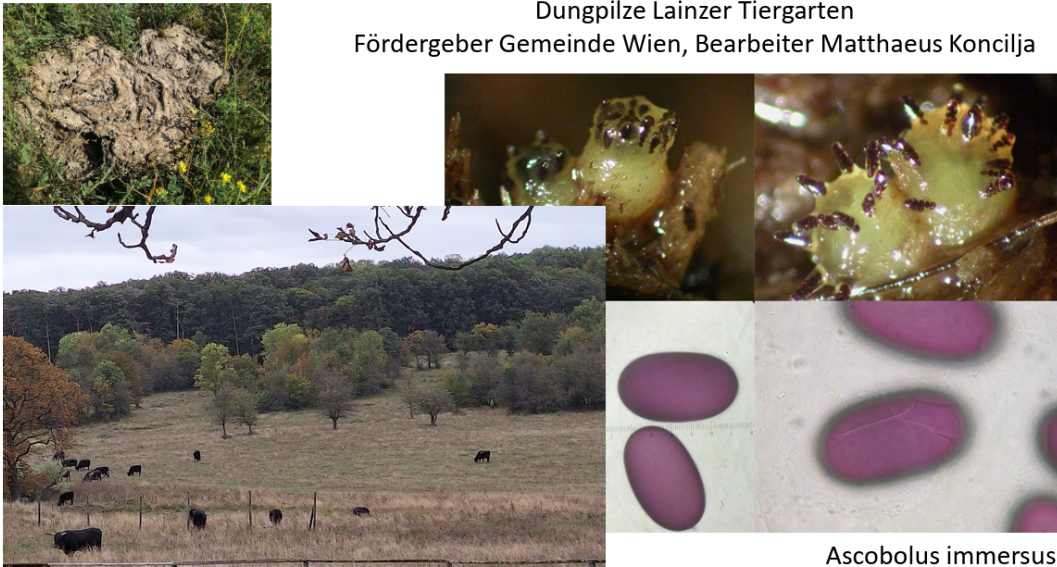 Dungpilze Lainzer Tiergarten
Fördergeber Gemeinde Wien, Bearbeiter Matthaeus Koncilja
Ascobolus immersus